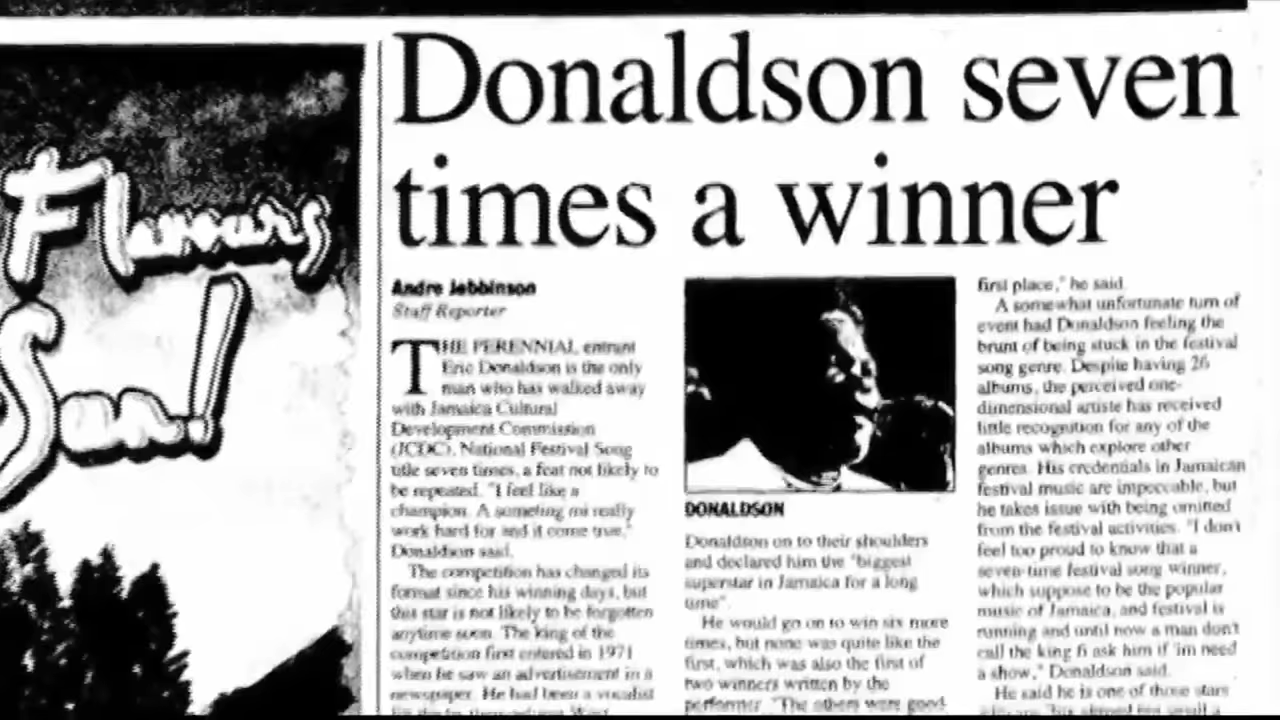 Donaldson seven
times a winner
Flavours
Sun!
Andre Jebbinson
Staff Reporter
THE PERENNIAL entrant
Eric Donaldson is the only
man who has walked away
with Jamaica Cultural
Development Commission
(JCDC), National Festival Song
title seven times, a feat not likely to
be repeated. "I feel like a
champion. A someting mi really
work hard for and it come true,"
Donaldson said.
The competition has changed its
format since his winning days, but
this star is not likely to be forgotten
anytime soon. The king of the
competition first entered in 1971
when he saw an advertisement in a
newspaper. He had been a vocalist
DONALDSON
Donaldson on to their shoulders
and declared him the "biggest
superstar in Jamaica for a long
time".
He would go on to win six more
times, but none was quite like the
first, which was also the first of
two winners written by the
performer. "The others were good
first place," he said.
A somewhat unfortunate turn of
event had Donaldson feeling the
brunt of being stuck in the festival
song genre. Despite having 26
albums, the perceived one-
dimensional artiste has received
little recognition for any of the
albums which explore other
genres. His credentials in Jamaican
festival music are impeccable, but
he takes issue with being omitted
from the festival activities. "I don't
feel too proud to know that a
seven-time festival song winner,
which suppose to be the popular
music of Jamaica, and festival is
running and until now a man don't
call the king fi ask him if 'im need
a show," Donaldson said.
He said he is one of those stars